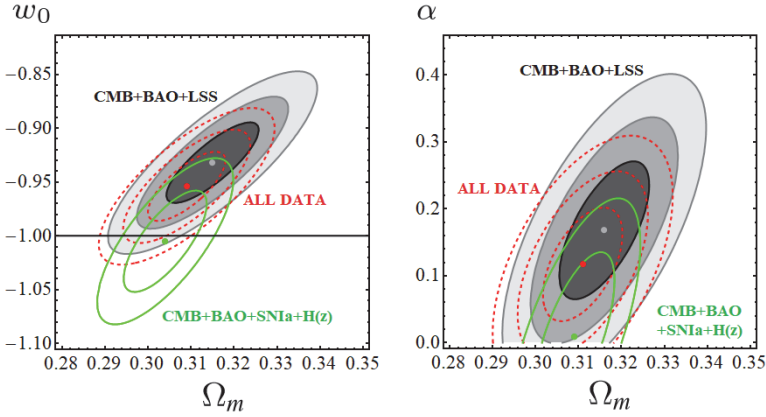 w₀
α
−0.85
−0.90
−0.95
−1.00
−1.05
−1.10
CMB+BAO+LSS
ALL DATA
CMB+BAO+SNIa+H(z)
0.28 0.29 0.30 0.31 0.32 0.33 0.34 0.35
Ωₘ
0.4
0.3
0.2
0.1
0.0
CMB+BAO+LSS
ALL DATA
CMB+BAO
+SNIa+H(z)
0.28 0.29 0.30 0.31 0.32 0.33 0.34 0.35
Ωₘ